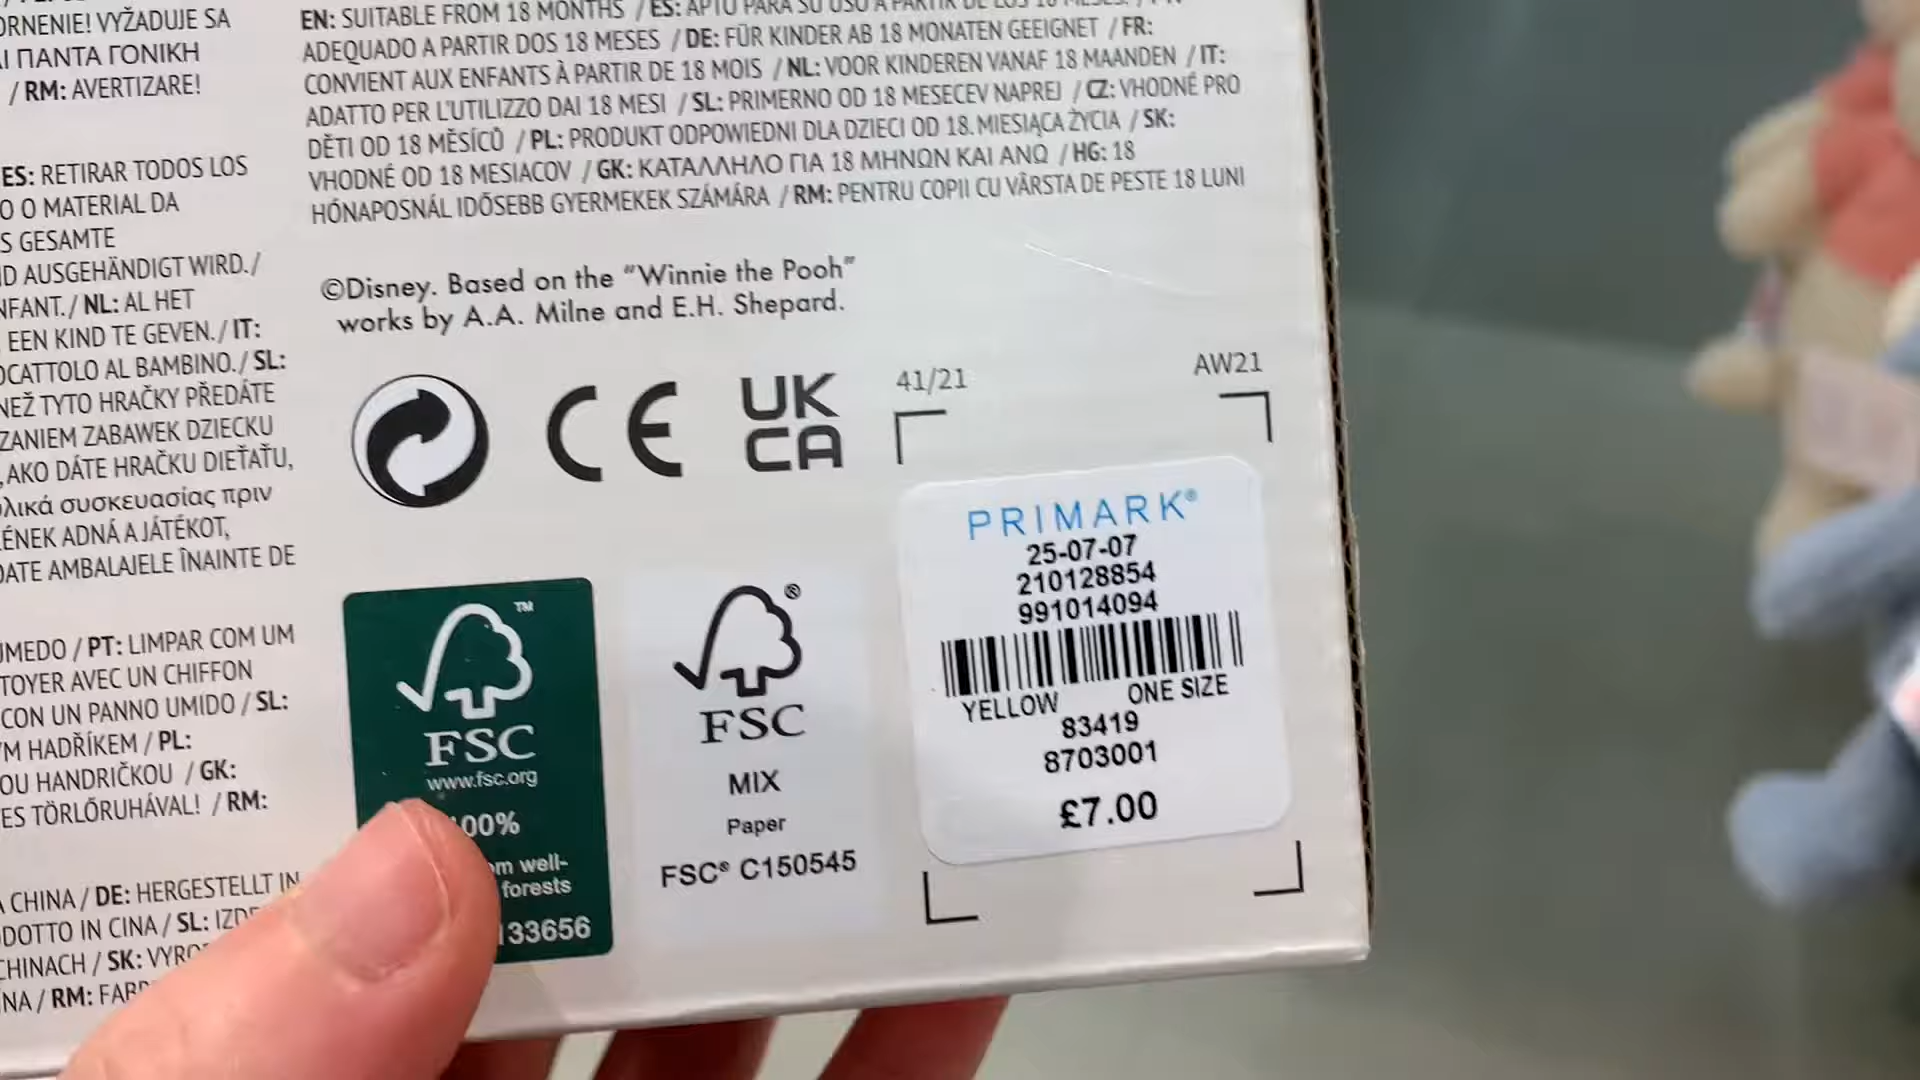 ORNENIE! VYŽADUJE SA
ΠΑΝΤΑ ΓΟΝΙΚΗ
/ RM: AVERTIZARE!
ES: RETIRAR TODOS LOS
O O MATERIAL DA
S GESAMTE
D AUSGEHÄNDIGT WIRD./
NFANT./ NL: AL HET
EEN KIND TE GEVEN./ IT:
OCATTOLO AL BAMBINO./ SL:
NEŽ TYTO HRAČKY PŘEDÁTE
ZANIEM ZABAWEK DZIECKU
, AKO DÁTE HRAČKU DIEŤAŤU,
λικά συσκευασίας πριν
ÉNEK ADNÁ A JÁTÉKOT,
DATE AMBALAJELE ÎNAINTE DE
UMEDO / PT: LIMPAR COM UM
TOYER AVEC UN CHIFFON
CON UN PANNO UMIDO / SL:
ÝM HADŘÍKEM / PL:
OU HANDRIČKOU / GK:
ES TÖRLŐRUHÁVAL! / RM:
A CHINA / DE: HERGESTELLT IN
DOTTO IN CINA / SL:
CHINACH / SK:
NA / RM:
EN: SUITABLE FROM 18 MONTHS / ES: APTO PARA SU USO A PARTIR DE LOS 18 MESES.
ADEQUADO A PARTIR DOS 18 MESES / DE: FÜR KINDER AB 18 MONATEN GEEIGNET / FR:
CONVIENT AUX ENFANTS À PARTIR DE 18 MOIS / NL: VOOR KINDEREN VANAF 18 MAANDEN / IT:
ADATTO PER L'UTILIZZO DAI 18 MESI / SL: PRIMERNO OD 18 MESECEV NAPREJ / CZ: VHODNÉ PRO
DĚTI OD 18 MĚSÍCŮ / PL: PRODUKT ODPOWIEDNI DLA DZIECI OD 18. MIESIĄCA ŻYCIA / SK:
VHODNÉ OD 18 MESIACOV / GK: ΚΑΤΑΛΛΗΛΟ ΓΙΑ 18 ΜΗΝΩΝ ΚΑΙ ΑΝΩ / HG: 18
HÓNAPOSNÁL IDŐSEBB GYERMEKEK SZÁMÁRA / RM: PENTRU COPII CU VÂRSTA DE PESTE 18 LUNI
©Disney. Based on the "Winnie the Pooh"
works by A.A. Milne and E.H. Shepard.
CE
UK
CA
41/21
AW21
PRIMARK®
25-07-07
210128854
991014094
YELLOW ONE SIZE
83419
8703001
£7.00
™
FSC
www.fsc.org
00%
well-
forests
133656
®
FSC
MIX
Paper
FSC® C150545